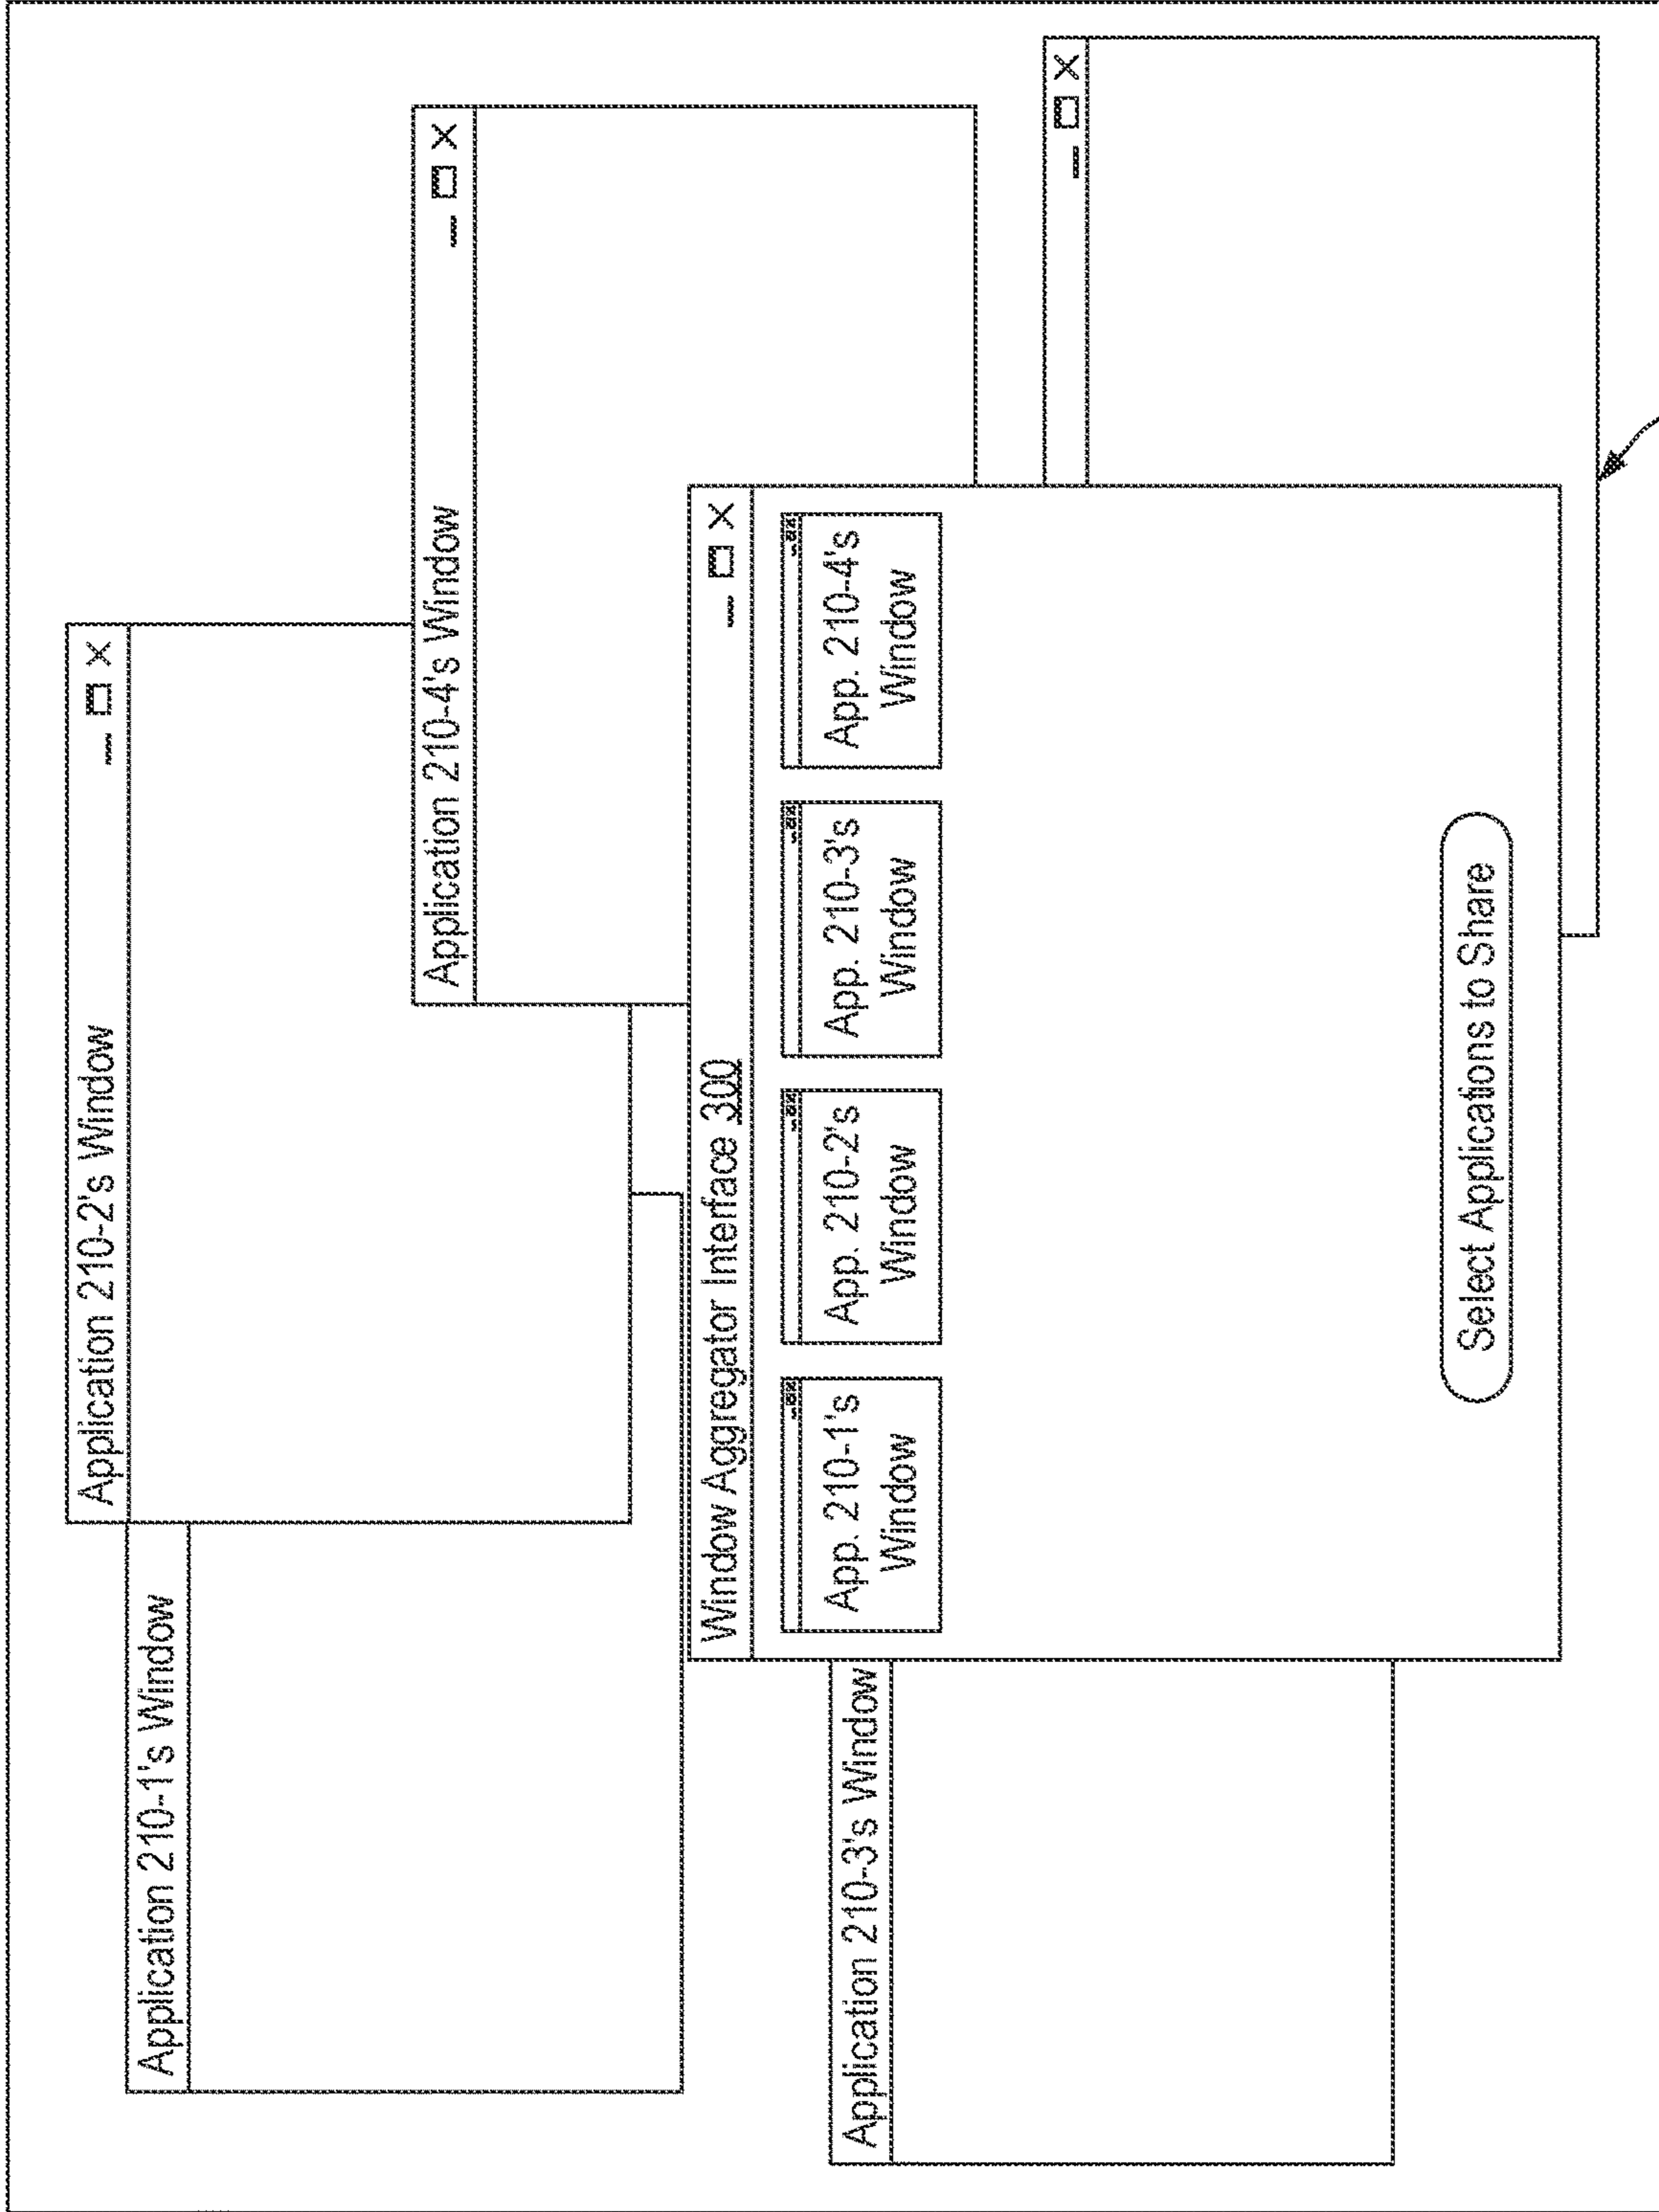 Application 210-2's Window
Application 210-1's Window
Application 210-4's Window
Window Aggregator Interface 300
App. 210-1's
Window
App. 210-2's
Window
App. 210-3's
Window
App. 210-4's
Window
Application 210-3's Window
Select Applications to Share